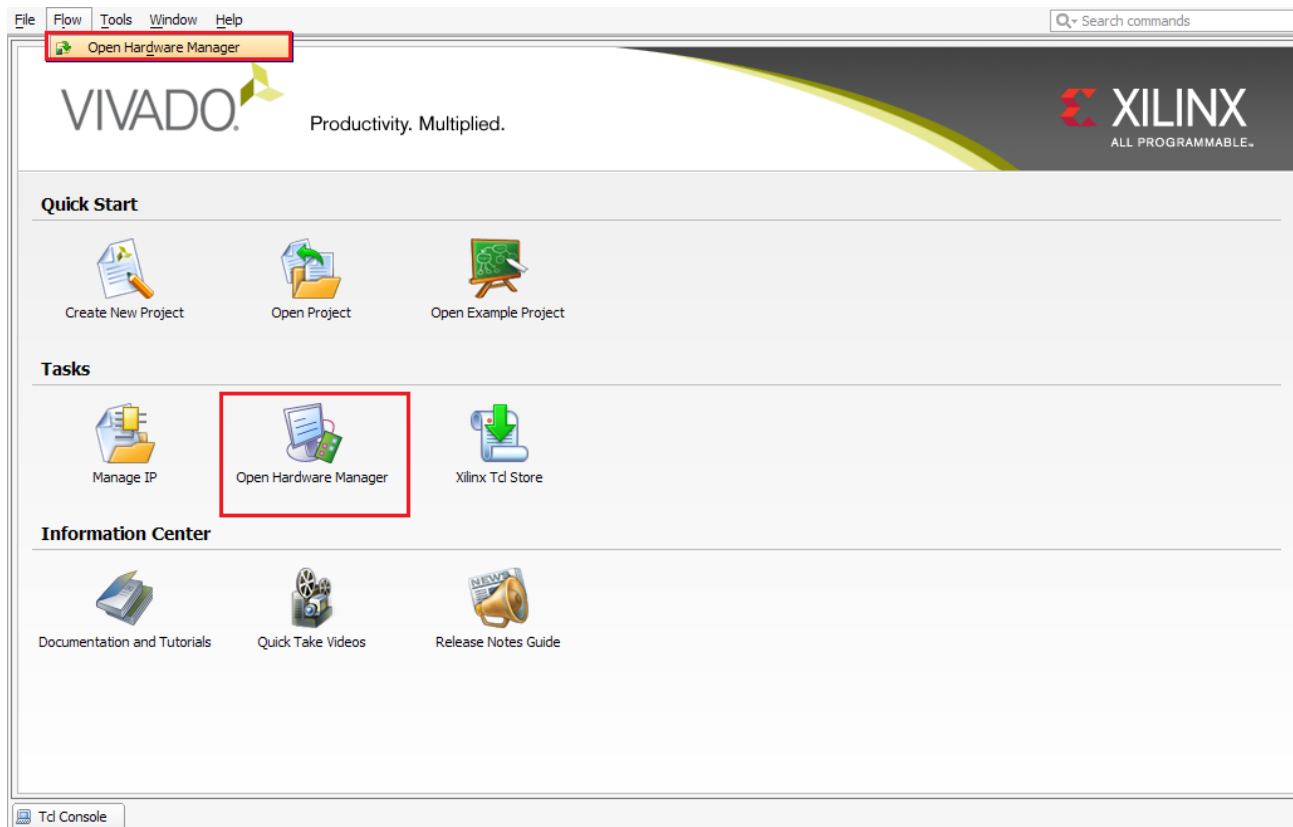 File Flow Tools Window Help Search commands
Open Hardware Manager
VIVADO. Productivity. Multiplied.
XILINX
ALL PROGRAMMABLE™
Quick Start
Create New Project Open Project Open Example Project
Tasks
Manage IP Open Hardware Manager Xilinx Tcl Store
Information Center
NEWS
Documentation and Tutorials Quick Take Videos Release Notes Guide
Tcl Console